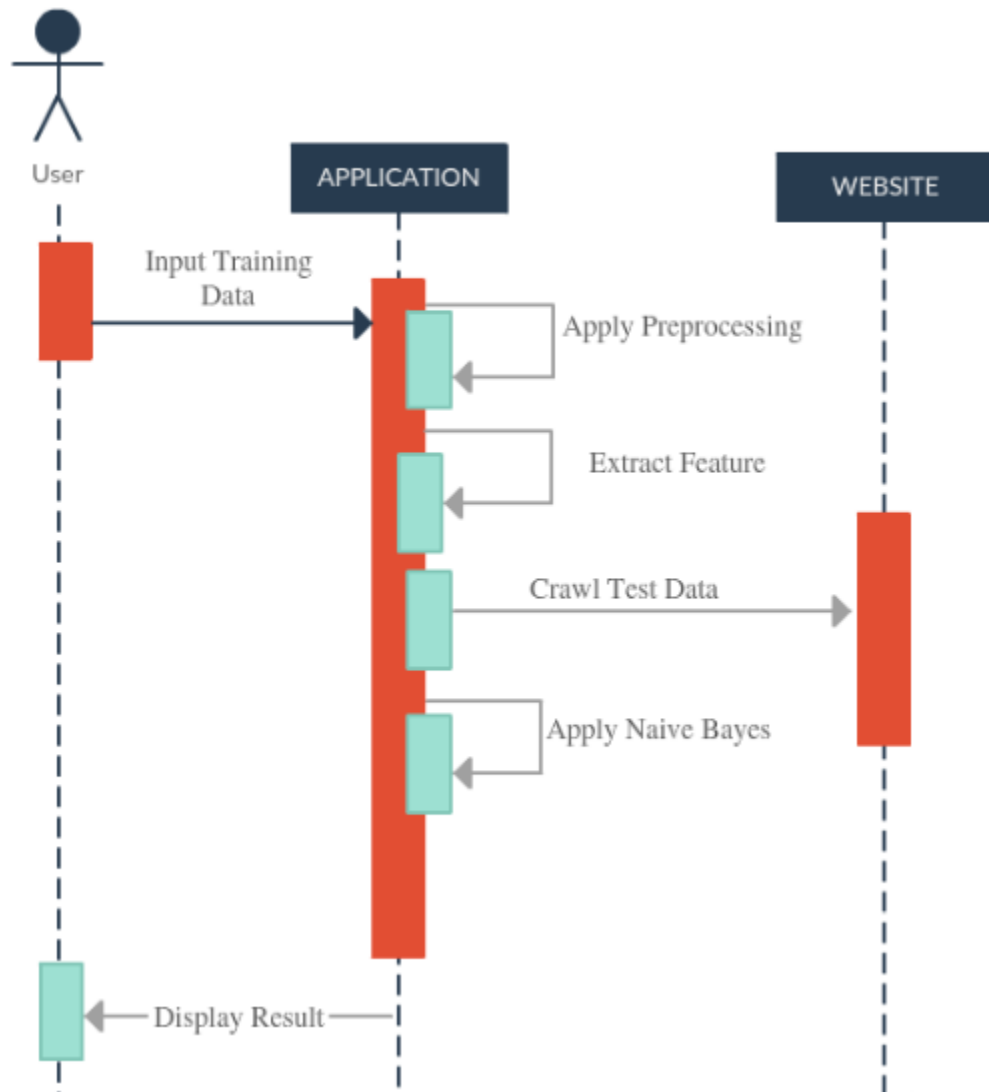 User
APPLICATION
WEBSITE
Input Training
Data
Apply Preprocessing
Extract Feature
Crawl Test Data
Apply Naive Bayes
Display Result